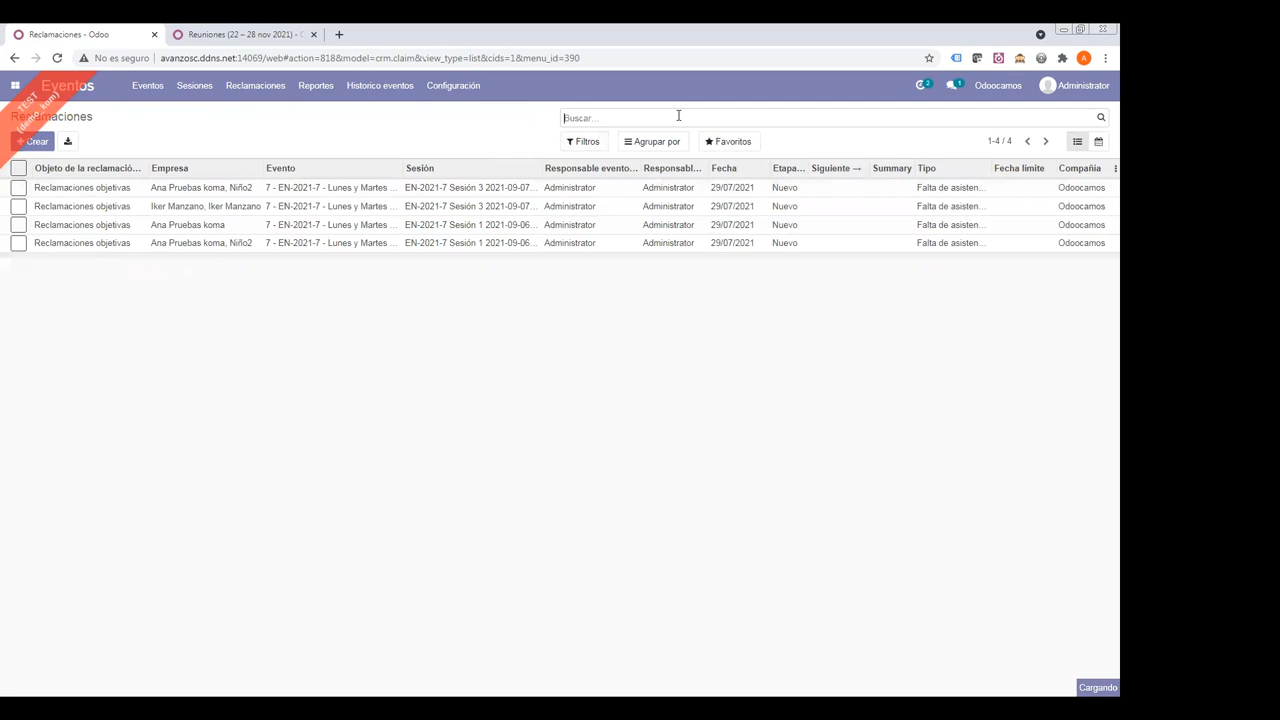 Reclamaciones - Odoo
Reuniones (22 – 28 nov 2021) -
No es seguro
avanzosc.ddns.net:14069/web#action=818&model=crm.claim&view_type=list&cids=1&menu_id=390
A
TEST
(demo_kom)
Eventos
Eventos Sesiones Reclamaciones Reportes Historico eventos Configuración
2 1 Odoocamos Administrator
Reclamaciones
Buscar...
+ Crear
Filtros Agrupar por Favoritos
1-4 / 4
Objeto de la reclamació... Empresa Evento Sesión Responsable evento... Responsabl... Fecha Etapa... Siguiente → Summary Tipo Fecha límite Compañía
Reclamaciones objetivas Ana Pruebas koma, Niño2 7 - EN-2021-7 - Lunes y Martes ... EN-2021-7 Sesión 3 2021-09-07... Administrator Administrator 29/07/2021 Nuevo Falta de asisten... Odoocamos
Reclamaciones objetivas Iker Manzano, Iker Manzano 7 - EN-2021-7 - Lunes y Martes ... EN-2021-7 Sesión 3 2021-09-07... Administrator Administrator 29/07/2021 Nuevo Falta de asisten... Odoocamos
Reclamaciones objetivas Ana Pruebas koma 7 - EN-2021-7 - Lunes y Martes ... EN-2021-7 Sesión 1 2021-09-06... Administrator Administrator 29/07/2021 Nuevo Falta de asisten... Odoocamos
Reclamaciones objetivas Ana Pruebas koma, Niño2 7 - EN-2021-7 - Lunes y Martes ... EN-2021-7 Sesión 1 2021-09-06... Administrator Administrator 29/07/2021 Nuevo Falta de asisten... Odoocamos
Cargando